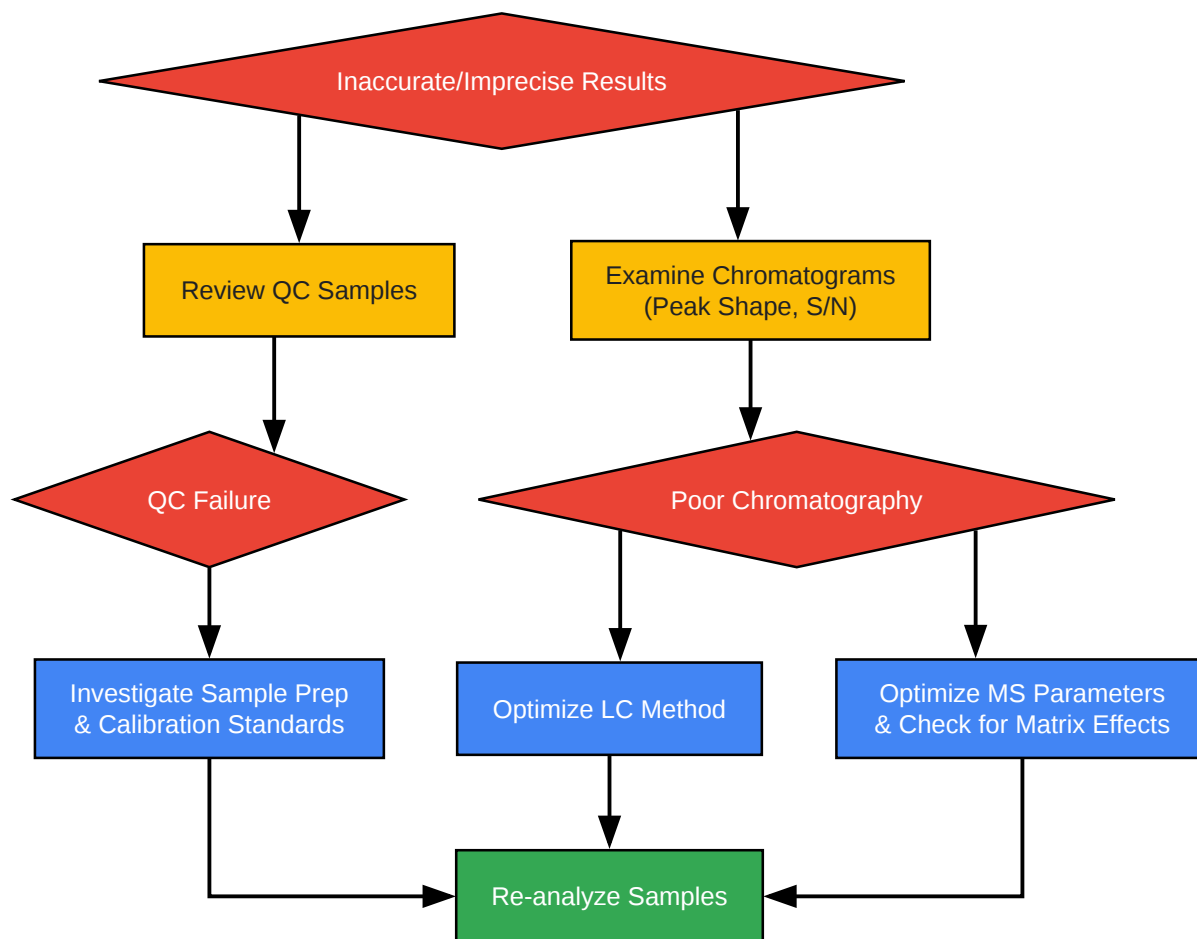 Inaccurate/Imprecise Results
Review QC Samples
Examine Chromatograms
(Peak Shape, S/N)
QC Failure
Poor Chromatography
Investigate Sample Prep
& Calibration Standards
Optimize LC Method
Optimize MS Parameters
& Check for Matrix Effects
Re-analyze Samples